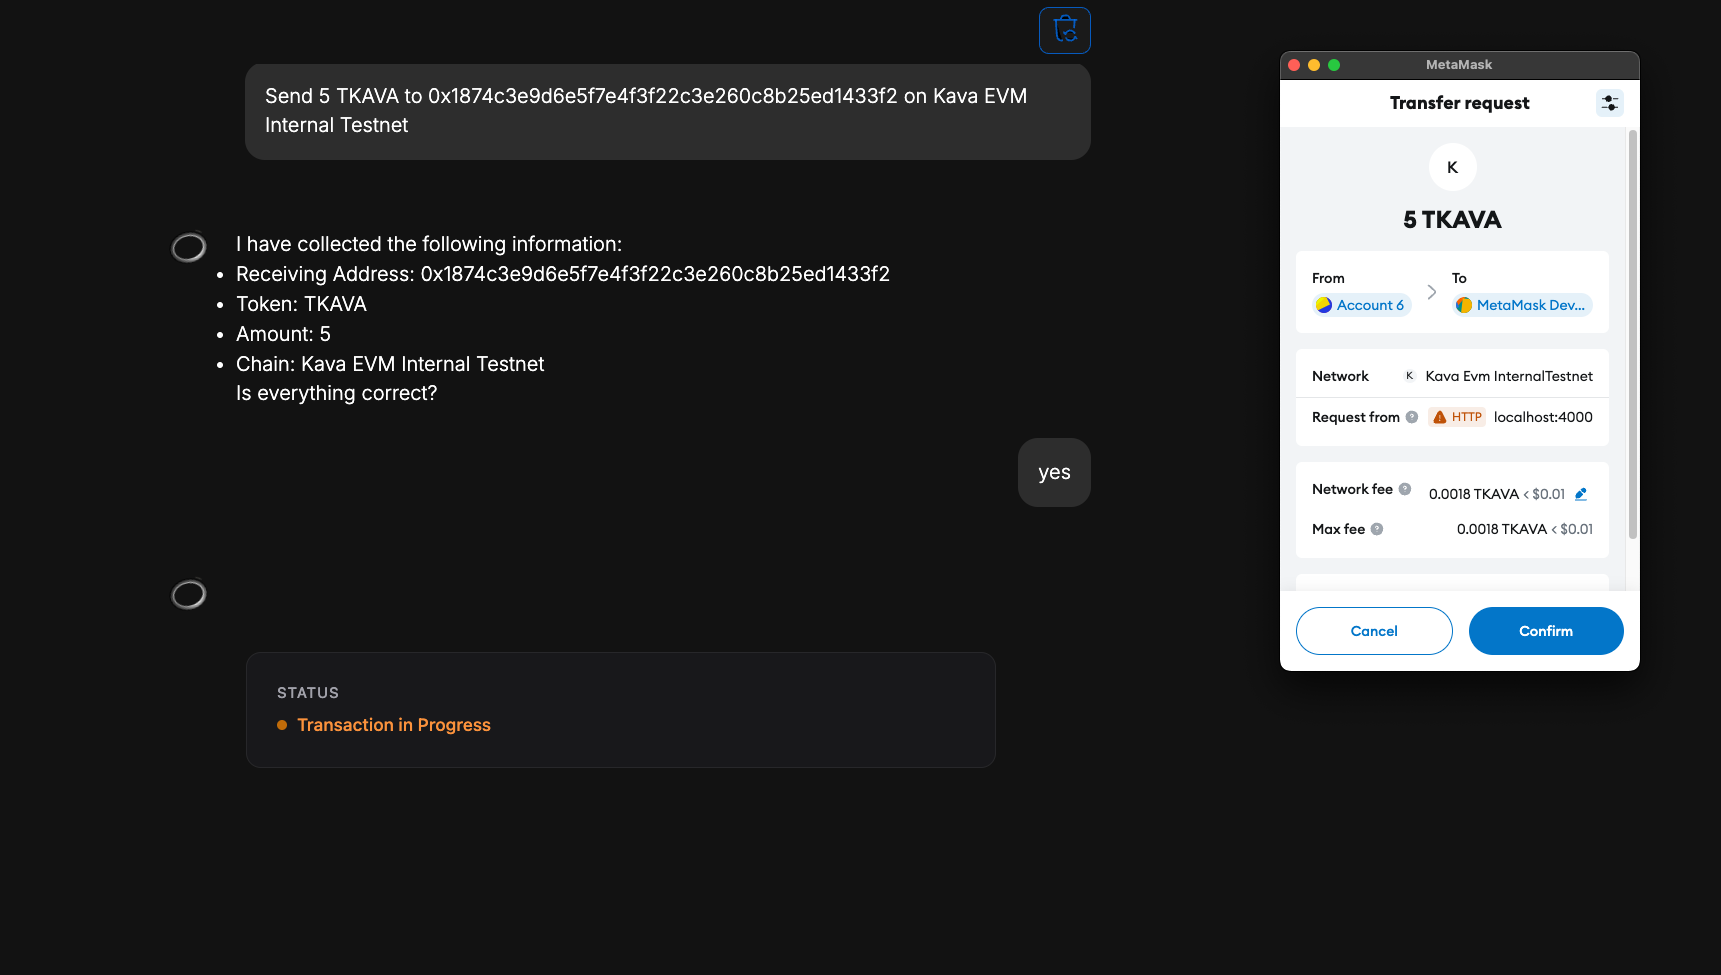 Send 5 TKAVA to 0x1874c3e9d6e5f7e4f3f22c3e260c8b25ed1433f2 on Kava EVM
Internal Testnet
I have collected the following information:
• Receiving Address: 0x1874c3e9d6e5f7e4f3f22c3e260c8b25ed1433f2
• Token: TKAVA
• Amount: 5
• Chain: Kava EVM Internal Testnet
Is everything correct?
yes
STATUS
Transaction in Progress
MetaMask
Transfer request
K
5 TKAVA
From To
Account 6 > MetaMask Dev...
Network K Kava Evm InternalTestnet
Request from ? HTTP localhost:4000
Network fee ? 0.0018 TKAVA < $0.01
Max fee ? 0.0018 TKAVA < $0.01
Cancel Confirm